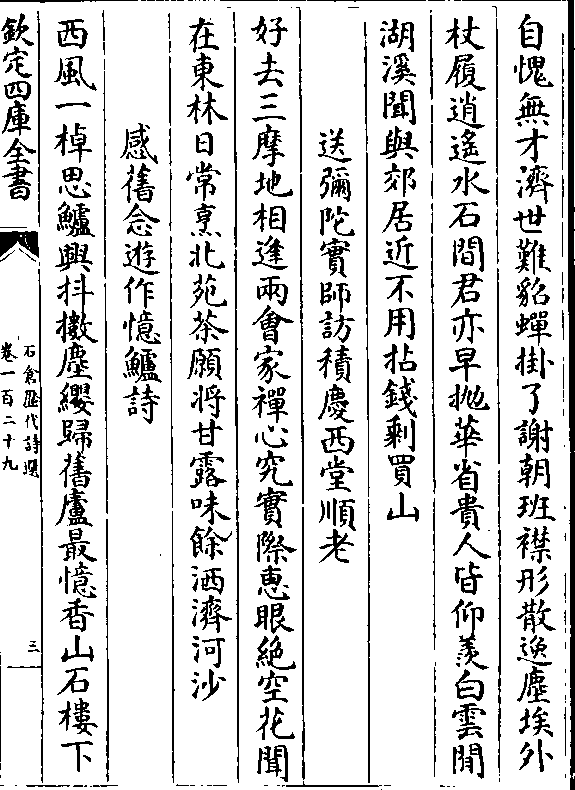 自愧無才濟世難貂蟬掛了謝朝班襟形散逸塵埃外
杖履逍遙水石間君亦早抛華省貴人皆仰羨白雲閒
湖溪聞與郊居近不用拈錢剩買山
送彌陀實師訪積慶西堂順老
好去三摩地相逢兩會家禪心究實際惠眼絶空花聞
在東林日常烹北苑茶願將甘露味餘洒濟河沙
感舊念遊作憶鱸詩
西風一棹思鱸興抖擻塵纓歸舊廬最憶香山石樓下
欽定四庫全書
石倉歷代詩選
卷一百二十九
三